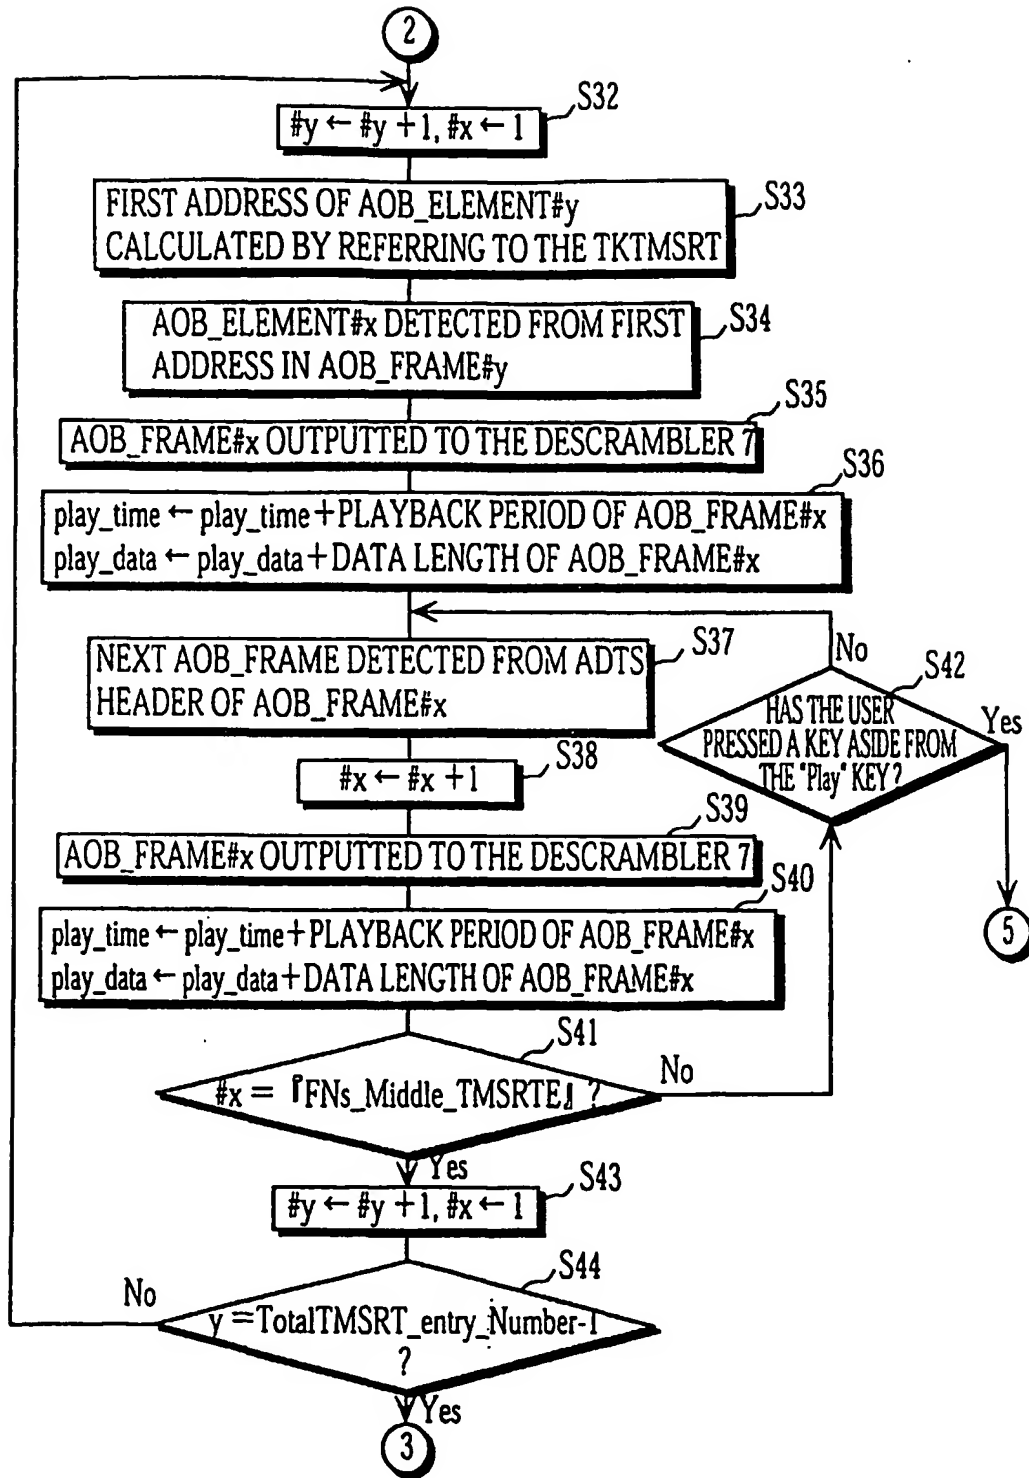 2
S32
#y ← #y + 1, #x ← 1
S33
FIRST ADDRESS OF AOB_ELEMENT#y
CALCULATED BY REFERRING TO THE TKTMSRT
S34
AOB_ELEMENT#x DETECTED FROM FIRST
ADDRESS IN AOB_FRAME#y
S35
AOB_FRAME#x OUTPUTTED TO THE DESCRAMBLER 7
S36
play_time ← play_time + PLAYBACK PERIOD OF AOB_FRAME#x
play_data ← play_data + DATA LENGTH OF AOB_FRAME#x
S37
NEXT AOB_FRAME DETECTED FROM ADTS
HEADER OF AOB_FRAME#x
No
S42
HAS THE USER
PRESSED A KEY ASIDE FROM
THE "Play" KEY ?
Yes
5
S38
#x ← #x + 1
S39
AOB_FRAME#x OUTPUTTED TO THE DESCRAMBLER 7
S40
play_time ← play_time + PLAYBACK PERIOD OF AOB_FRAME#x
play_data ← play_data + DATA LENGTH OF AOB_FRAME#x
S41
#x = 『FNs_Middle_TMSRTE』 ?
No
Yes
S43
#y ← #y + 1, #x ← 1
S44
No
y = TotalTMSRT_entry_Number-1
?
Yes
3